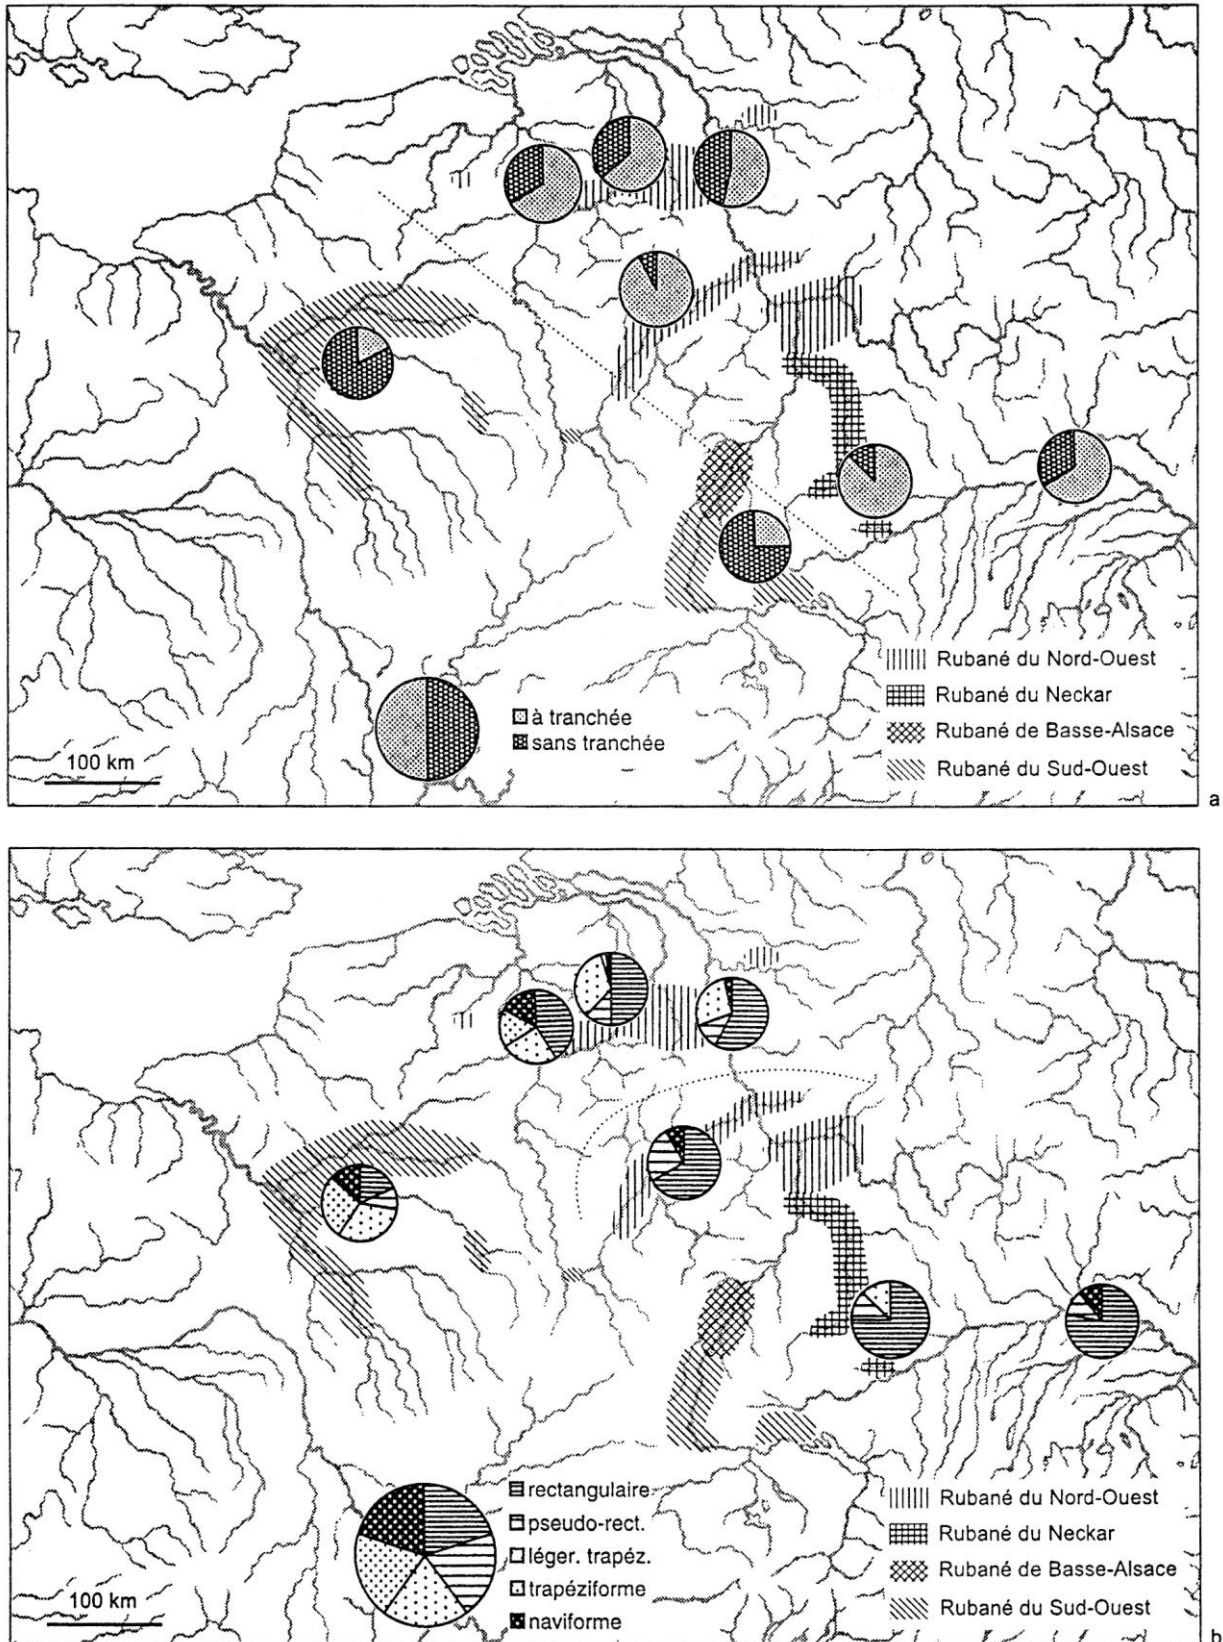 à tranchée
sans tranchée
100 km
Rubané du Nord-Ouest
Rubané du Neckar
Rubané de Basse-Alsace
Rubané du Sud-Ouest
a
rectangulaire
pseudo-rect.
léger. trapéz.
trapéziforme
naviforme
100 km
Rubané du Nord-Ouest
Rubané du Neckar
Rubané de Basse-Alsace
Rubané du Sud-Ouest
b